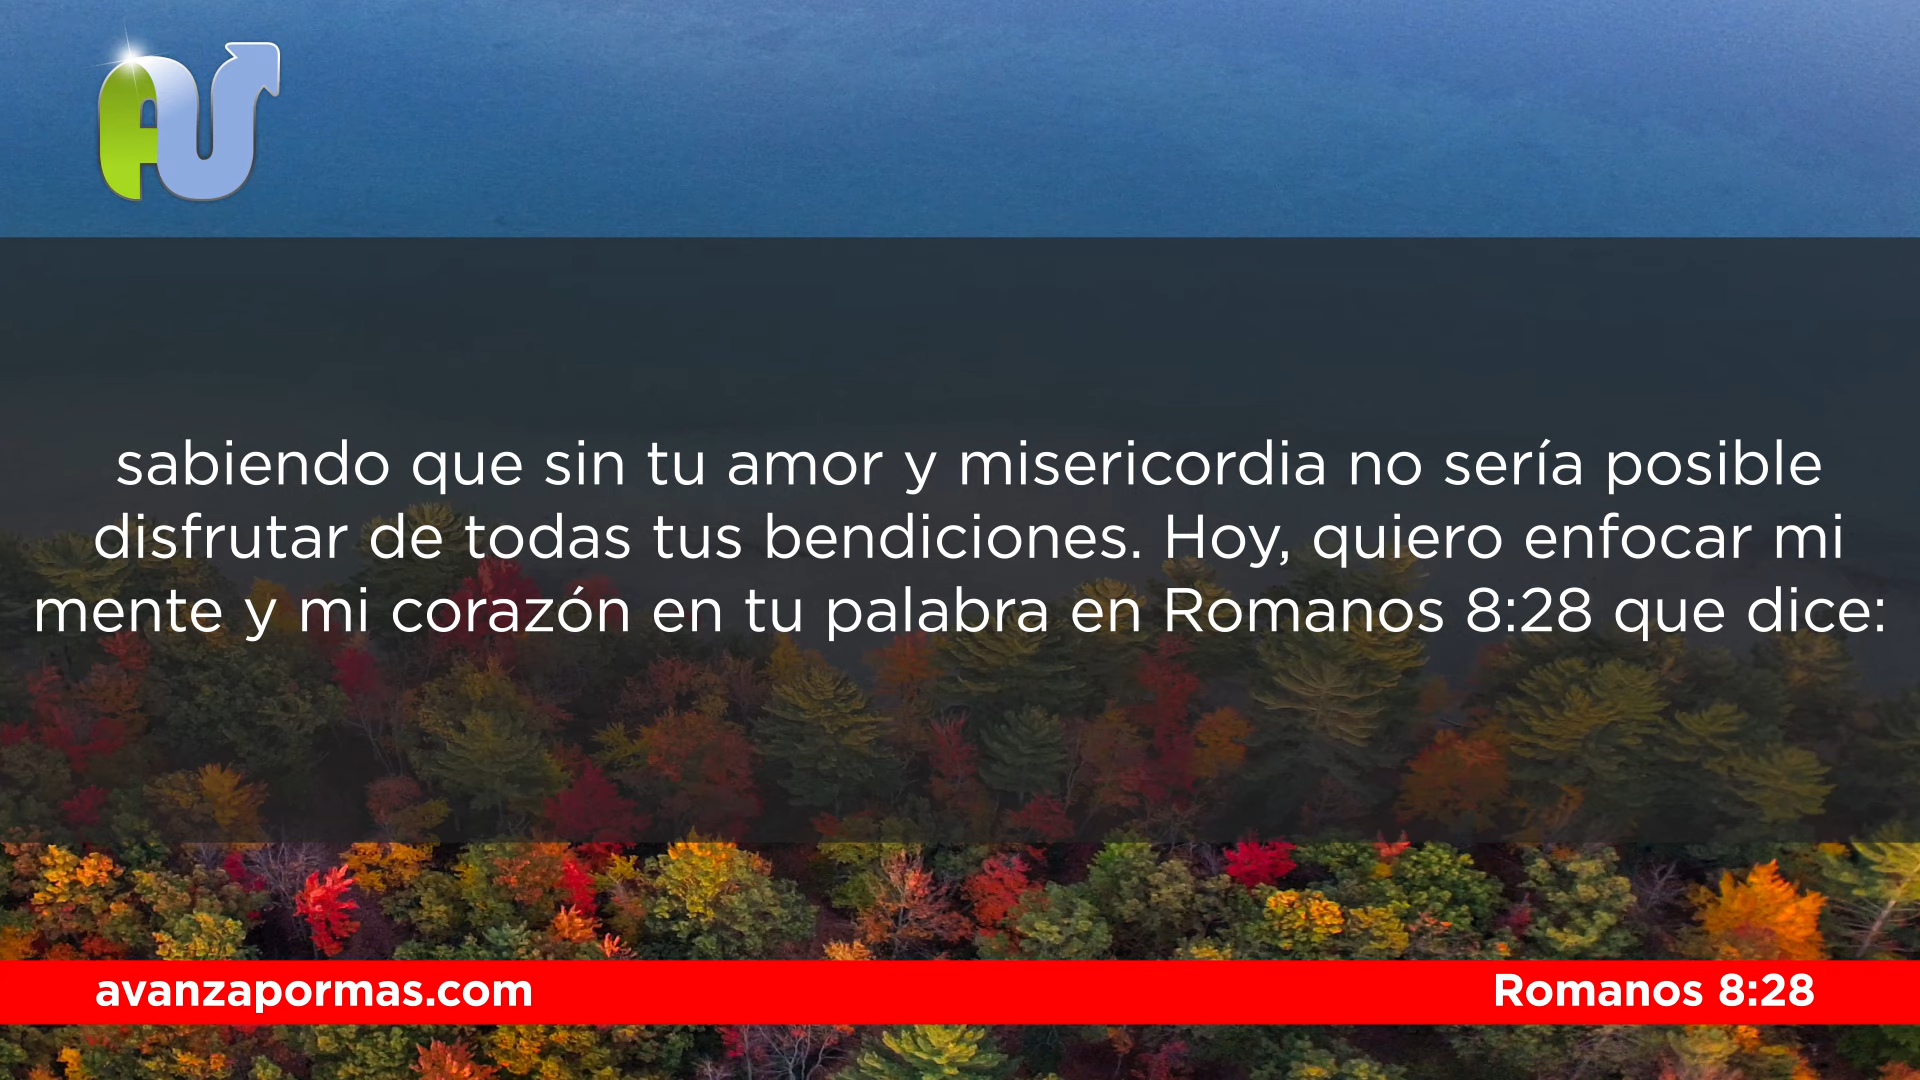 sabiendo que sin tu amor y misericordia no sería posible
disfrutar de todas tus bendiciones. Hoy, quiero enfocar mi
mente y mi corazón en tu palabra en Romanos 8:28 que dice:
avanzapormas.com
Romanos 8:28